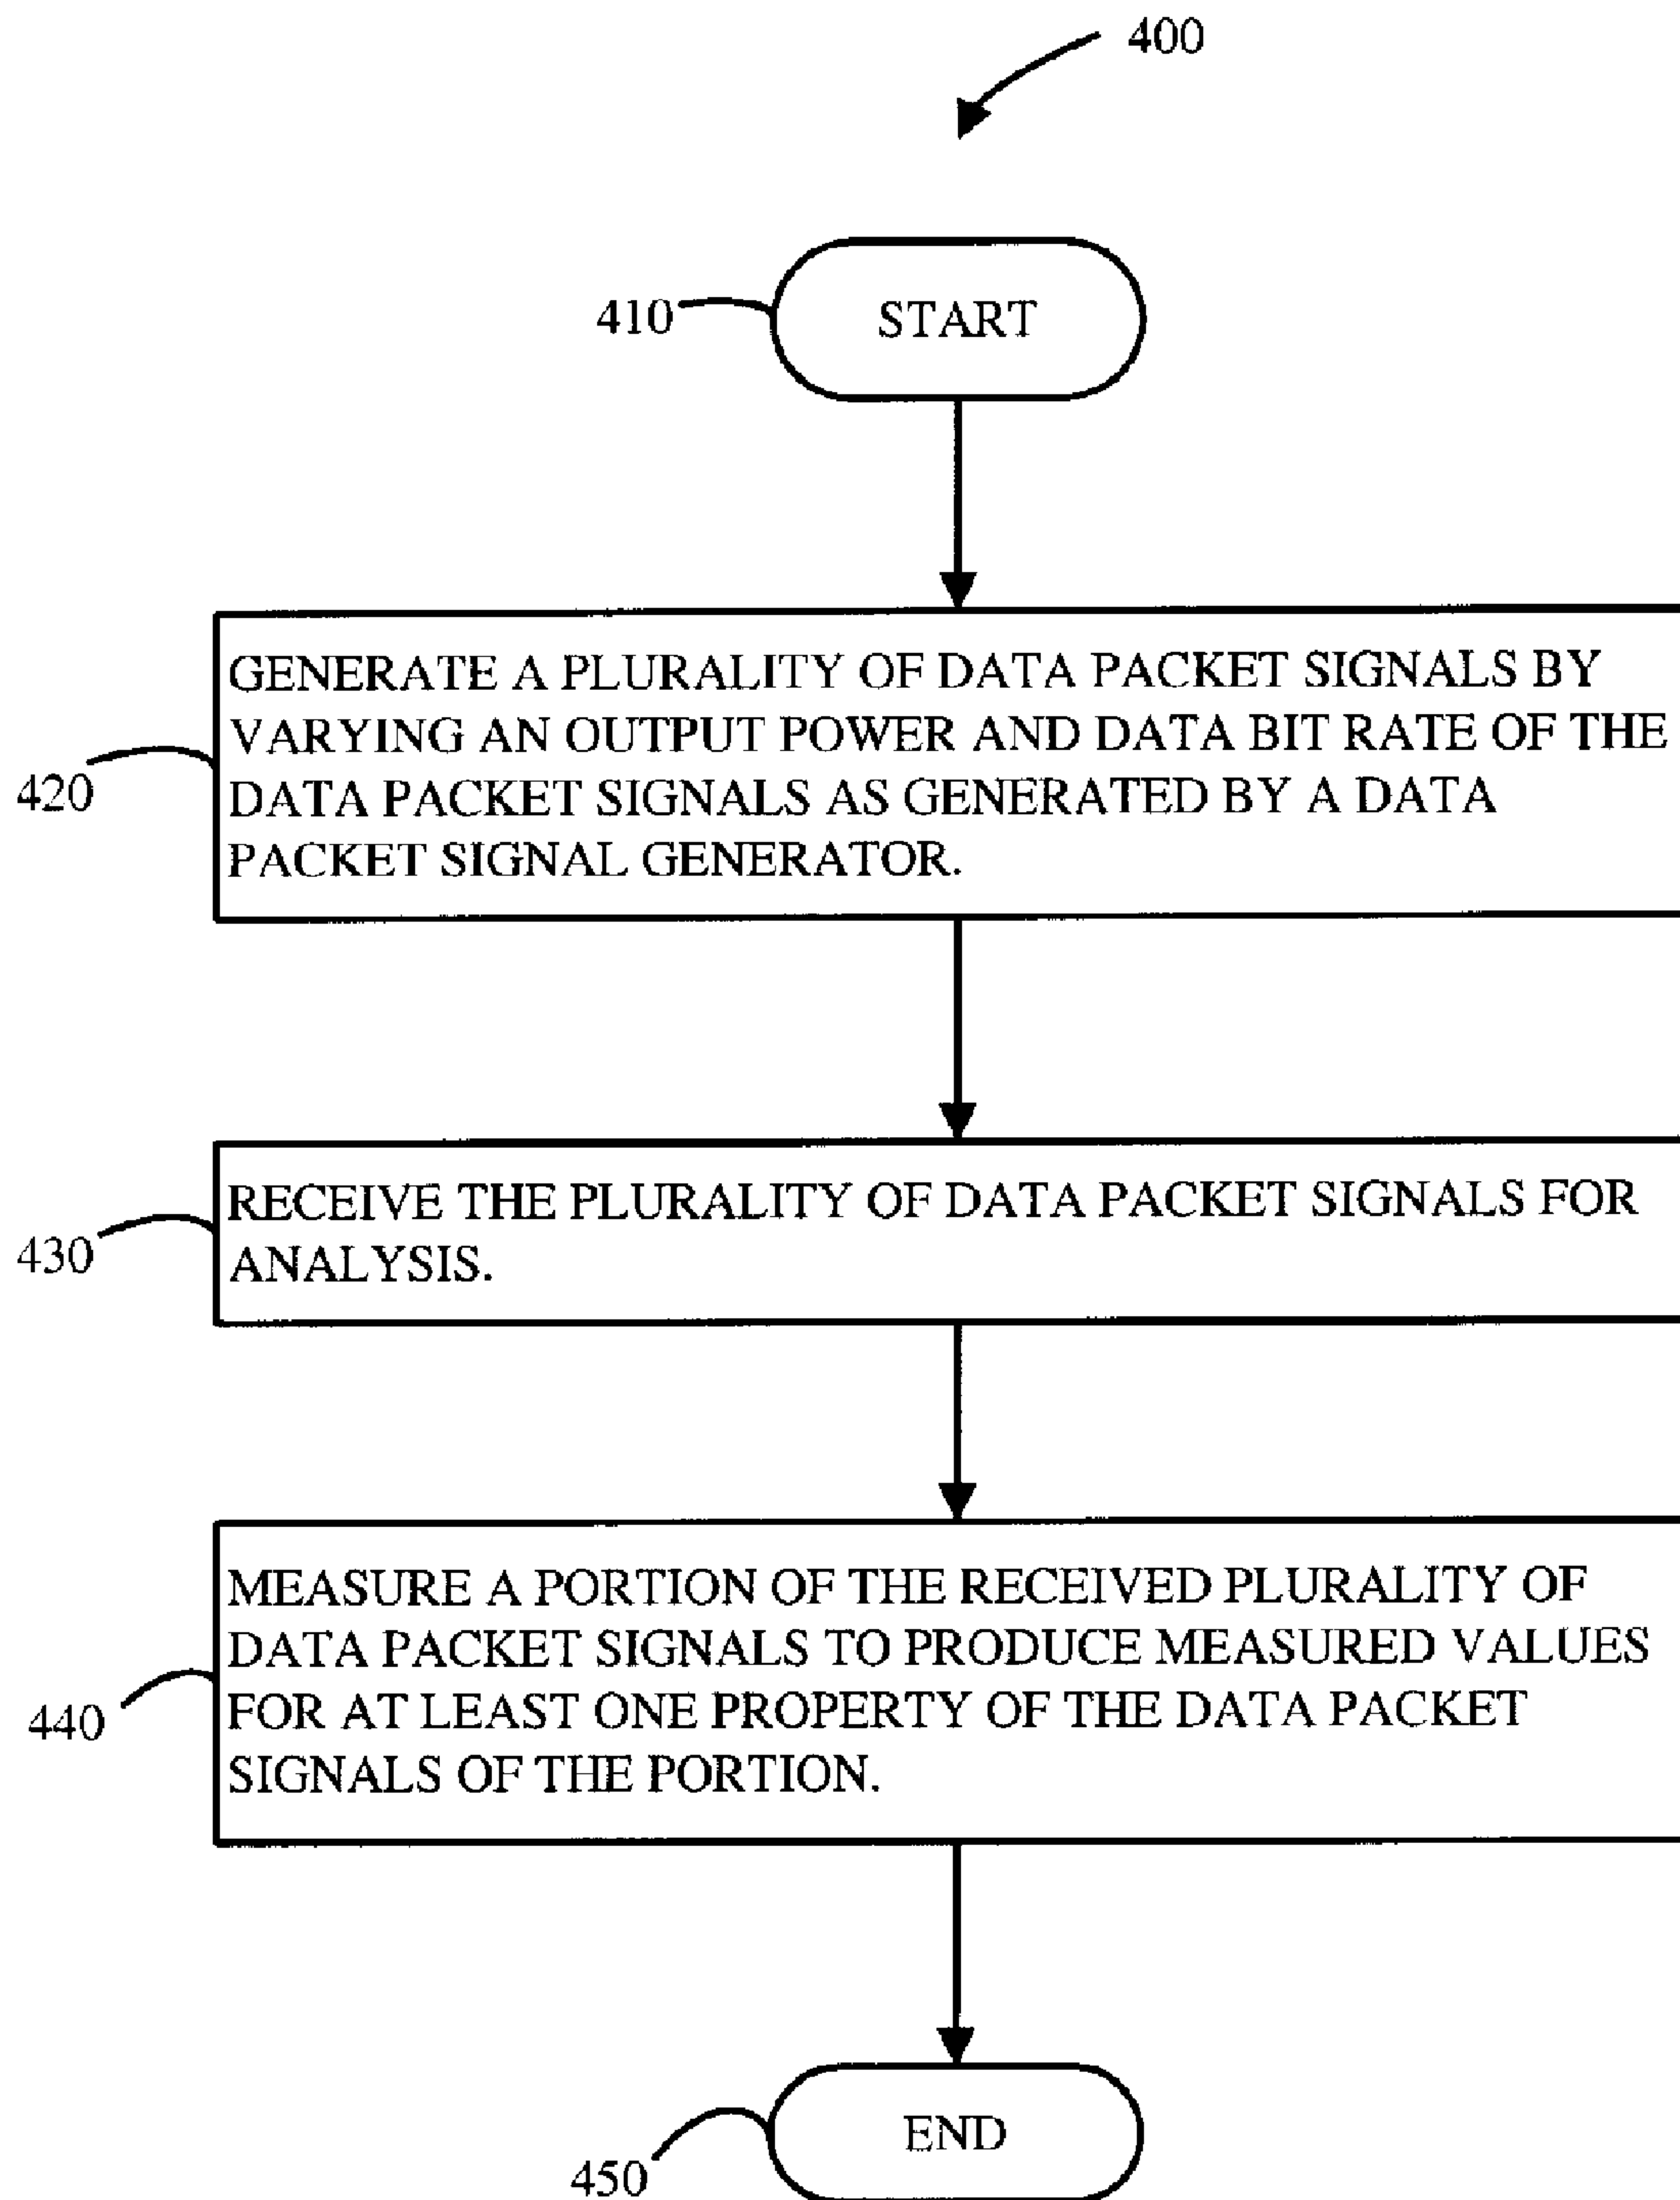 400
410
START
420
GENERATE A PLURALITY OF DATA PACKET SIGNALS BY
VARYING AN OUTPUT POWER AND DATA BIT RATE OF THE
DATA PACKET SIGNALS AS GENERATED BY A DATA
PACKET SIGNAL GENERATOR.
430
RECEIVE THE PLURALITY OF DATA PACKET SIGNALS FOR
ANALYSIS.
440
MEASURE A PORTION OF THE RECEIVED PLURALITY OF
DATA PACKET SIGNALS TO PRODUCE MEASURED VALUES
FOR AT LEAST ONE PROPERTY OF THE DATA PACKET
SIGNALS OF THE PORTION.
450
END